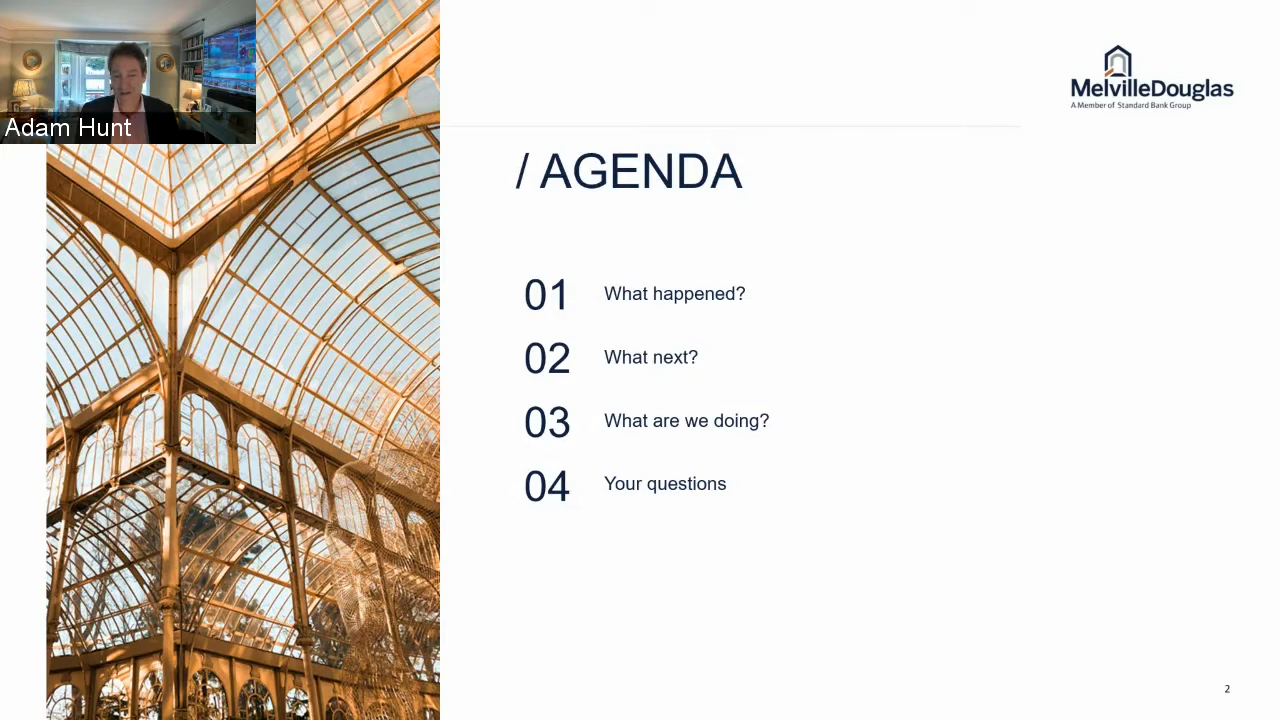 Adam Hunt
MelvilleDouglas
A Member of Standard Bank Group
/ AGENDA
01 What happened?
02 What next?
03 What are we doing?
04 Your questions
2